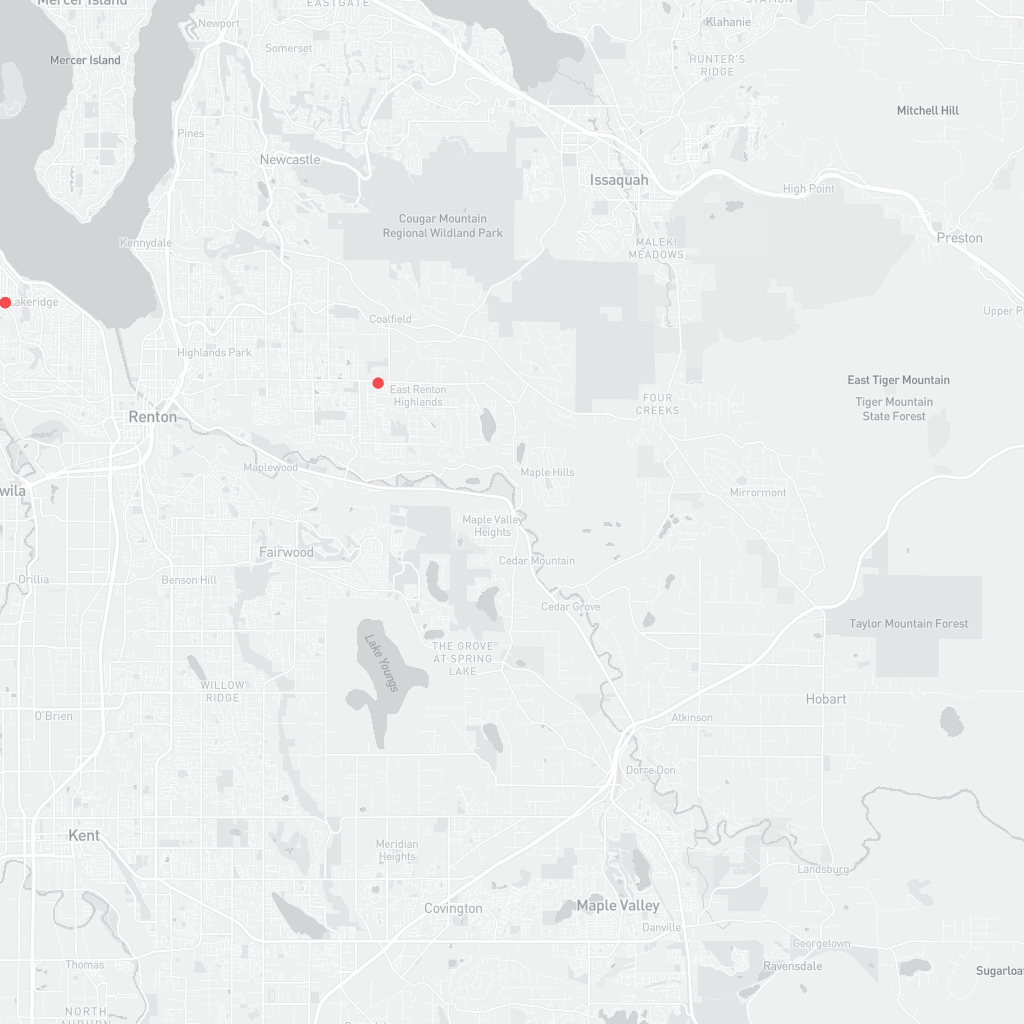 Mercer Island
EASTGATE
STATION
Newport
Klahanie
Somerset
Mercer Island
HUNTER'S
RIDGE
Mitchell Hill
Pines
Newcastle
Issaquah
High Point
Cougar Mountain
Regional Wildland Park
Kennydale
MALEKI
MEADOWS
Preston
Lakeridge
Coalfield
Upper P
Highlands Park
East Renton
Highlands
East Tiger Mountain
FOUR
CREEKS
Tiger Mountain
State Forest
Renton
Maplewood
Maple Hills
wila
Mirrormont
Maple Valley
Heights
Fairwood
Cedar Mountain
Orillia
Benson Hill
Cedar Grove
Taylor Mountain Forest
THE GROVE
AT SPRING
LAKE
Lake Youngs
WILLOW
RIDGE
Hobart
O'Brien
Atkinson
Dorre Don
Kent
Meridian
Heights
Landsburg
Covington
Maple Valley
Danville
Georgetown
Thomas
Ravensdale
Sugarloa
NORTH
AUBURN